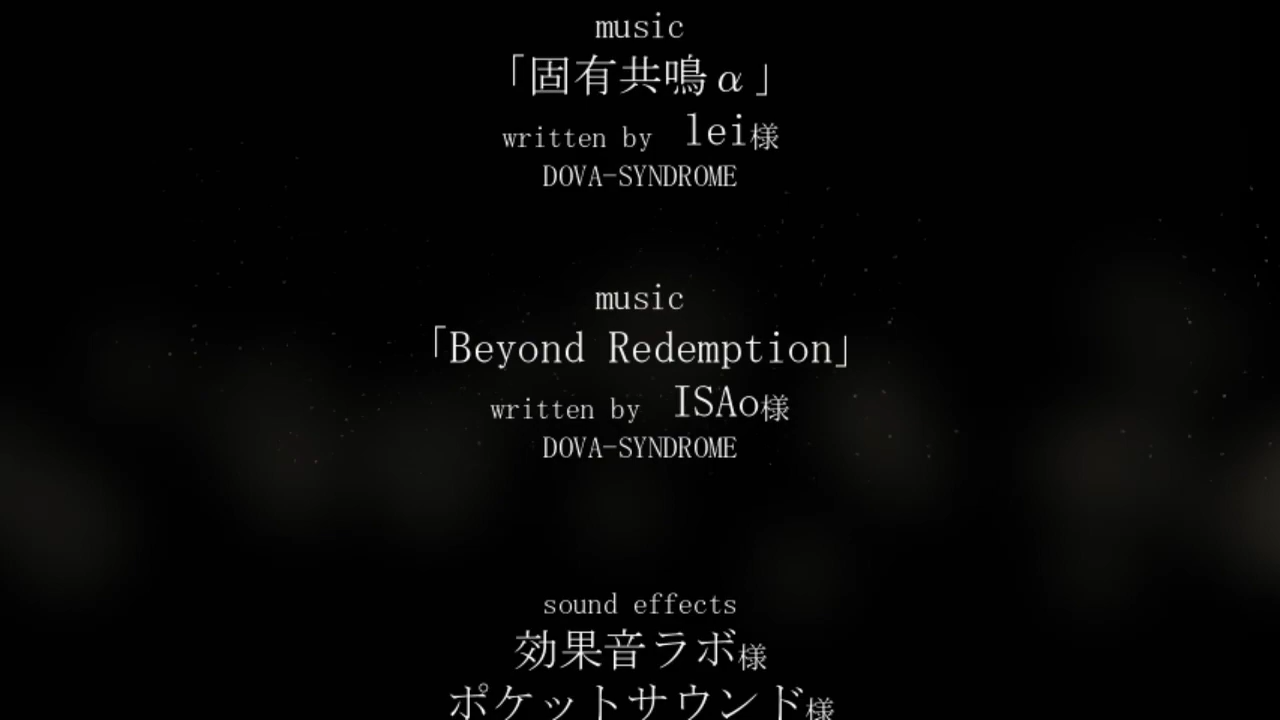 music
「固有共鳴α」
written by lei様
DOVA-SYNDROME
music
「Beyond Redemption」
written by ISAo様
DOVA-SYNDROME
sound effects
効果音ラボ様
ポケットサウンド様